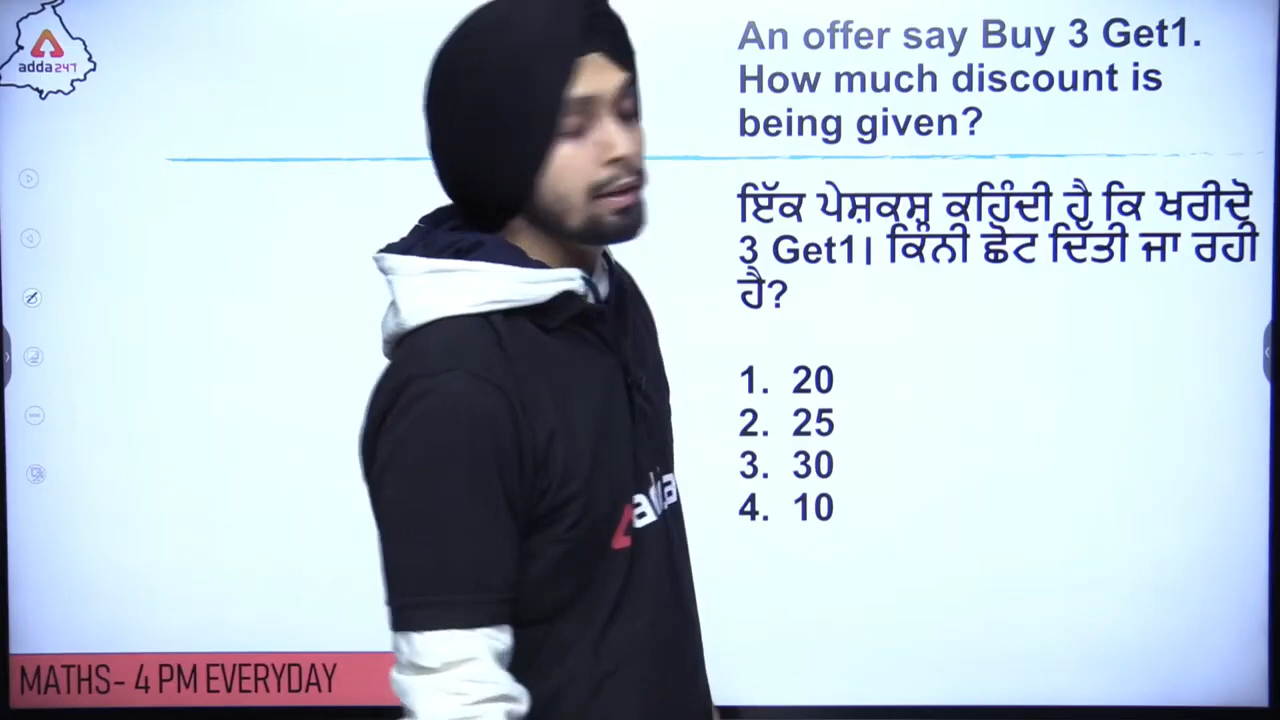 adda247
An offer say Buy 3 Get1.
How much discount is
being given?
ਇੱਕ ਪੇਸ਼ਕਸ਼ ਕਹਿੰਦੀ ਹੈ ਕਿ ਖਰੀਦੋ
3 Get1। ਕਿੰਨੀ ਛੋਟ ਦਿੱਤੀ ਜਾ ਰਹੀ
ਹੈ?
1. 20
2. 25
3. 30
4. 10
MATHS- 4 PM EVERYDAY